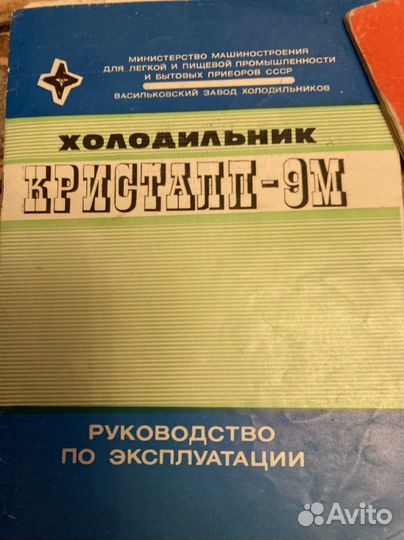 МИНИСТЕРСТВО МАШИНОСТРОЕНИЯ
ДЛЯ ЛЕГКОЙ И ПИЩЕВОЙ ПРОМЫШЛЕННОСТИ
И БЫТОВЫХ ПРИБОРОВ СССР
ВАСИЛЬКОВСКИЙ ЗАВОД ХОЛОДИЛЬНИКОВ
ХОЛОДИЛЬНИК
КРИСТАЛЛ-9М
РУКОВОДСТВО
ПО ЭКСПЛУАТАЦИИ
Avito